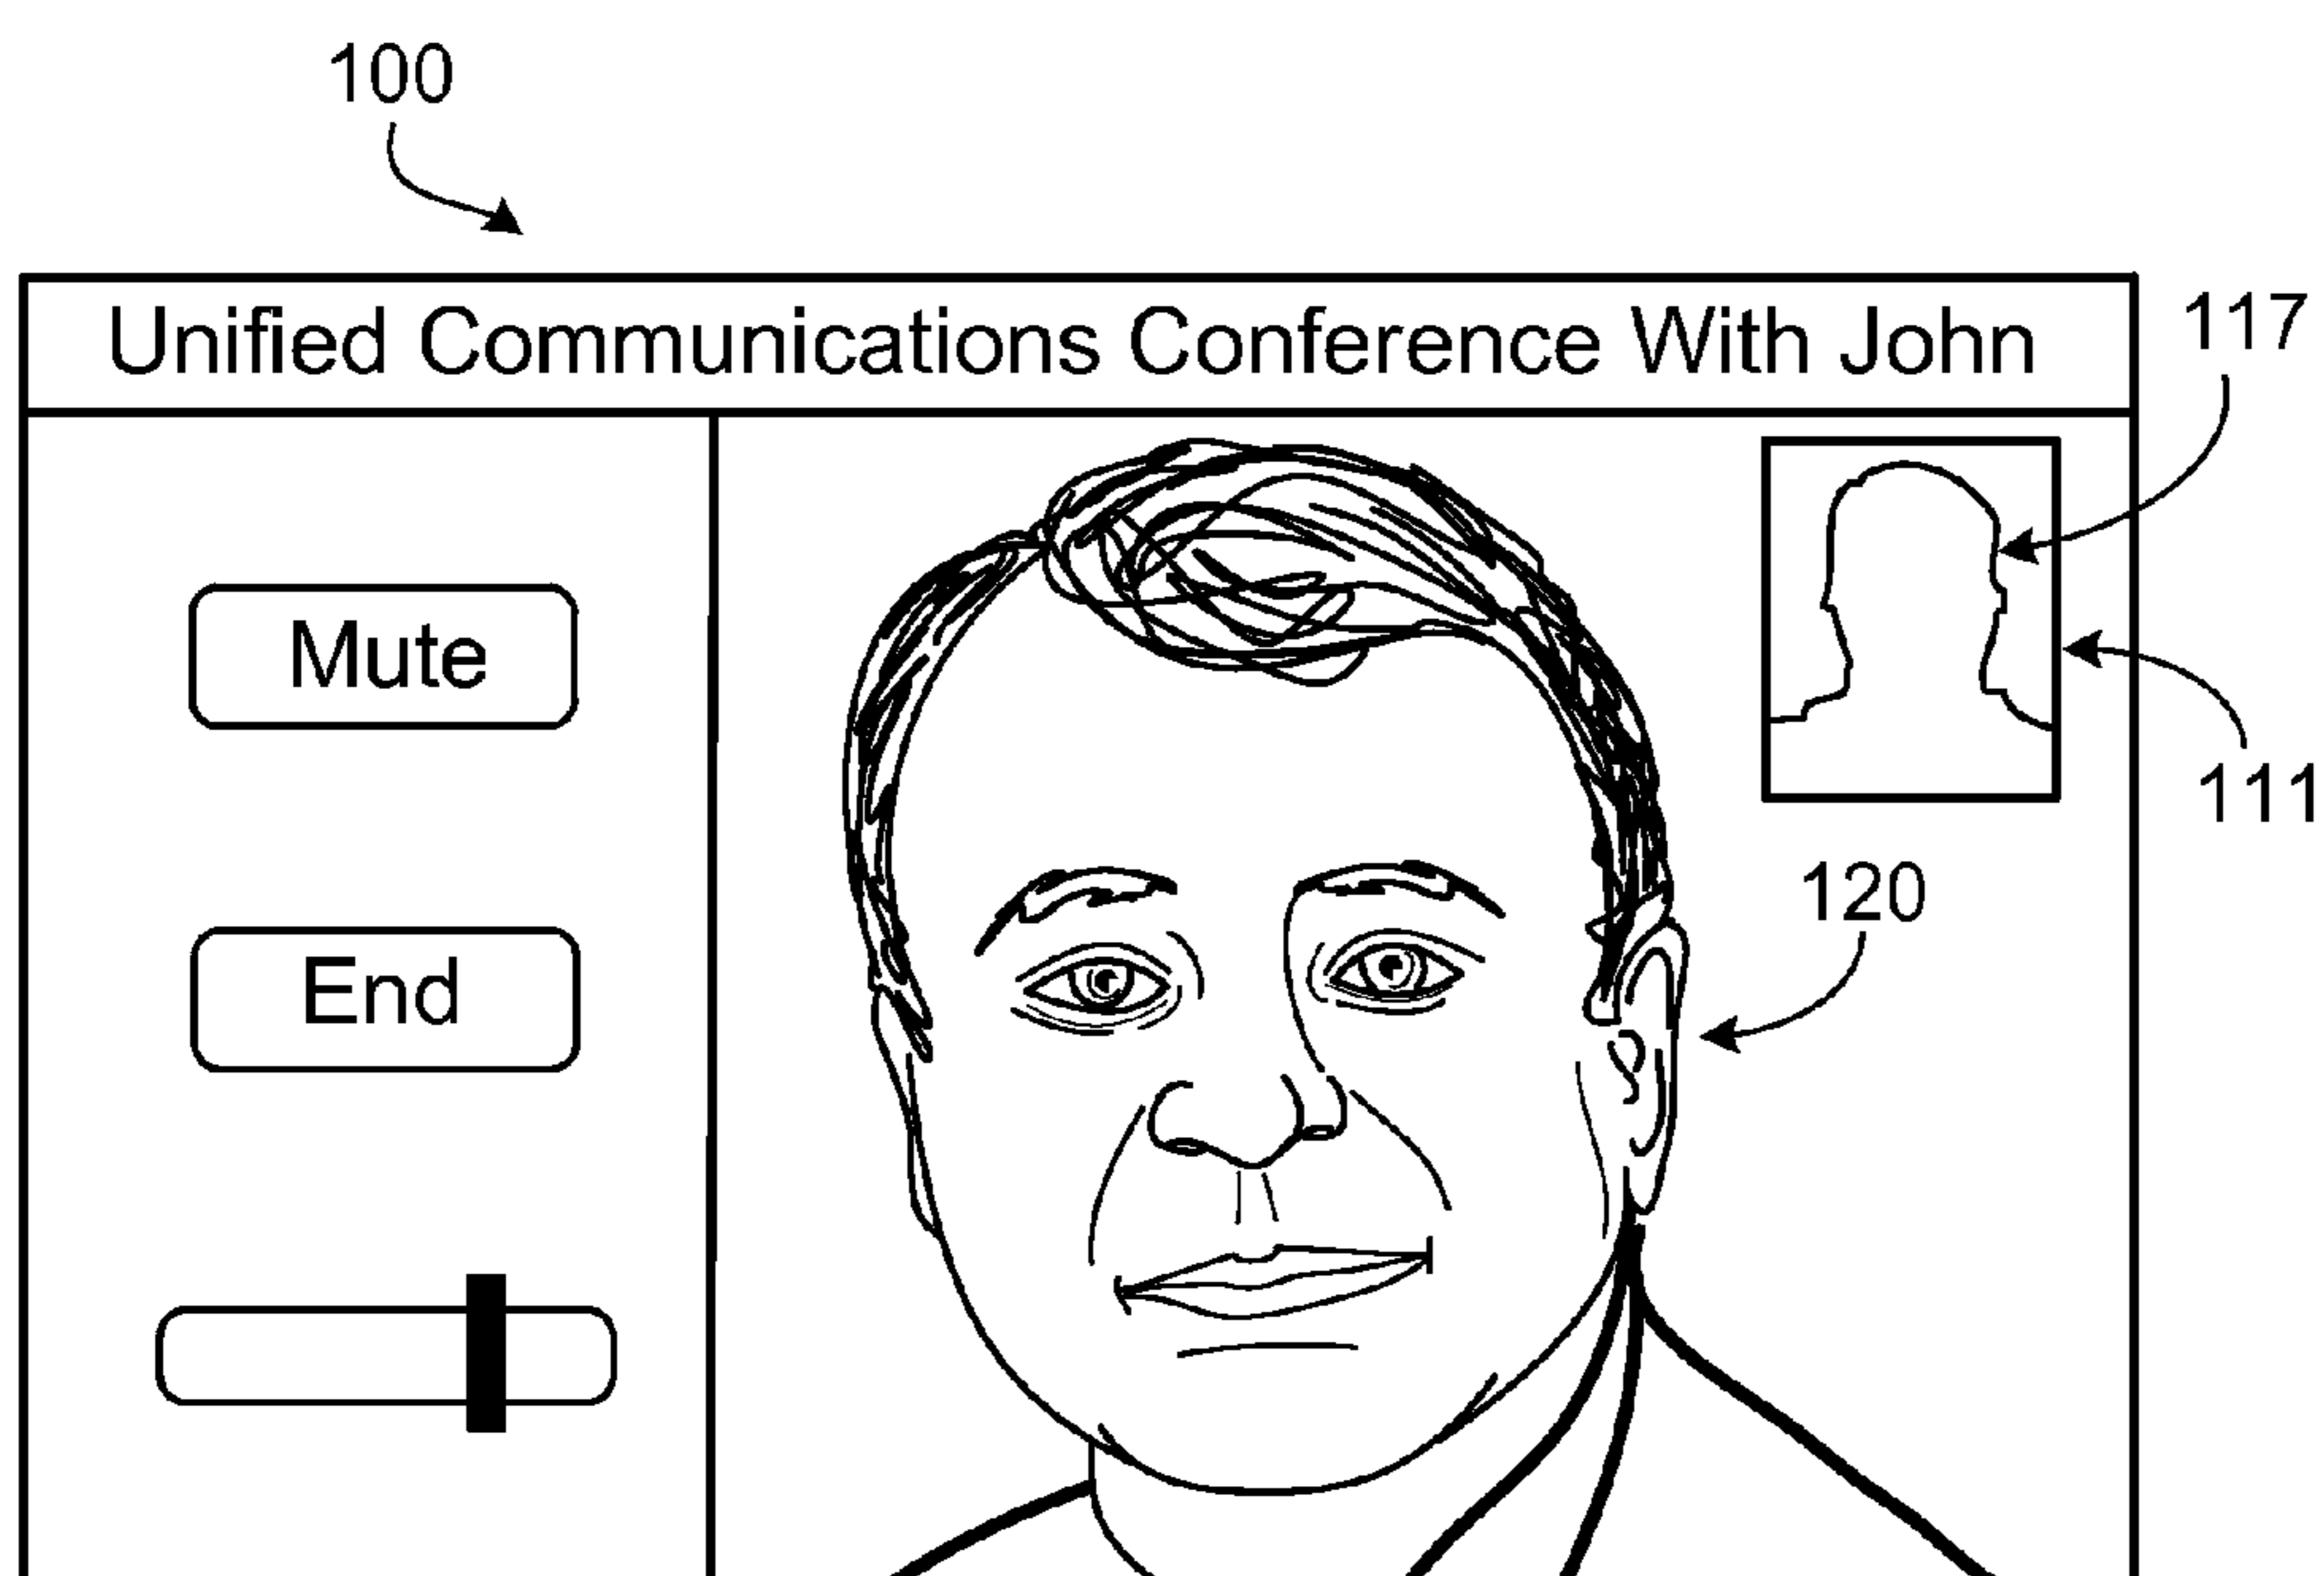 100
Unified Communications Conference With John
117
Mute
111
120
End